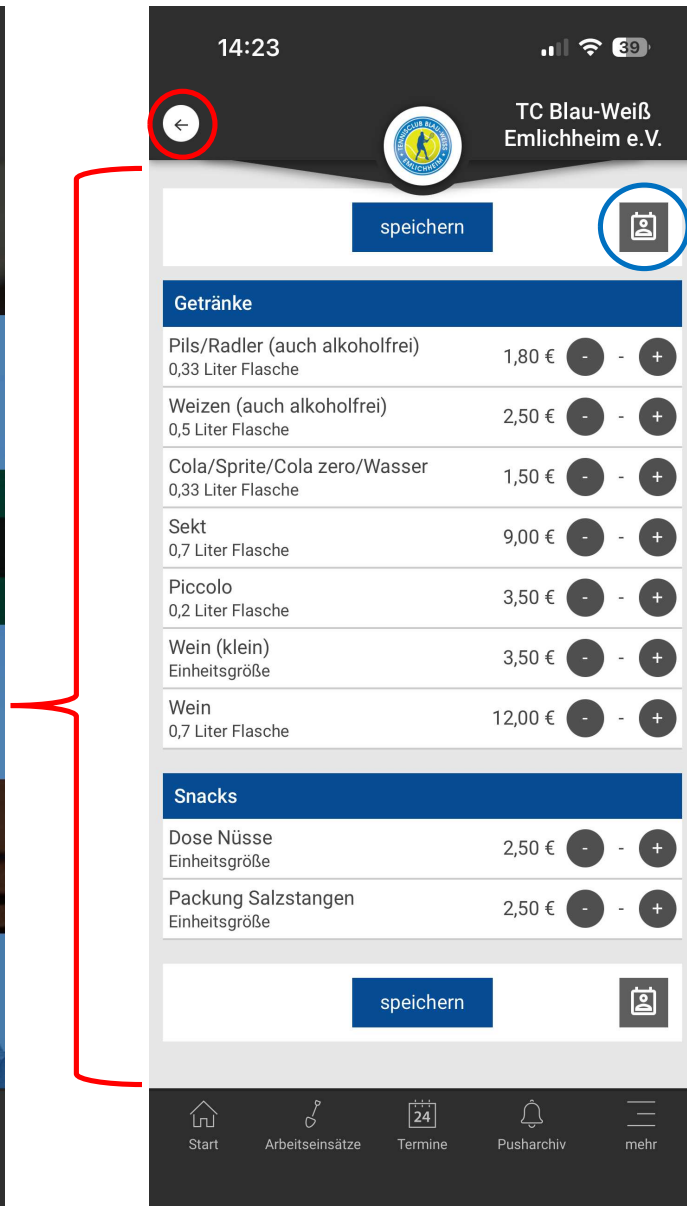 14:23
39
TC Blau-Weiß
Emlichheim e.V.
TENNISCLUB BLAU-WEISS
EMLICHHEIM
speichern
Getränke
Pils/Radler (auch alkoholfrei)
0,33 Liter Flasche
1,80 € - - +
Weizen (auch alkoholfrei)
0,5 Liter Flasche
2,50 € - - +
Cola/Sprite/Cola zero/Wasser
0,33 Liter Flasche
1,50 € - - +
Sekt
0,7 Liter Flasche
9,00 € - - +
Piccolo
0,2 Liter Flasche
3,50 € - - +
Wein (klein)
Einheitsgröße
3,50 € - - +
Wein
0,7 Liter Flasche
12,00 € - - +
Snacks
Dose Nüsse
Einheitsgröße
2,50 € - - +
Packung Salzstangen
Einheitsgröße
2,50 € - - +
speichern
24
Start Arbeitseinsätze Termine Pusharchiv mehr